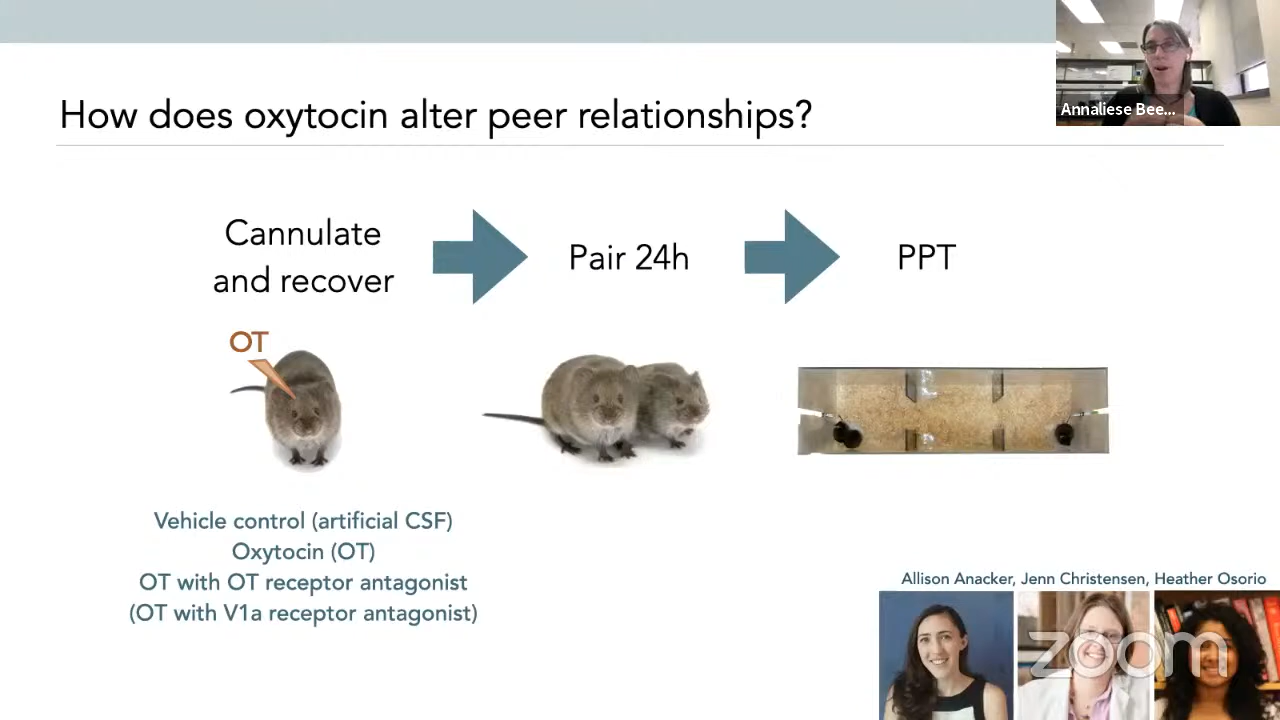 Annaliese Bee...
How does oxytocin alter peer relationships?
Cannulate
and recover
Pair 24h
PPT
OT
Vehicle control (artificial CSF)
Oxytocin (OT)
OT with OT receptor antagonist
(OT with V1a receptor antagonist)
Allison Anacker, Jenn Christensen, Heather Osorio
zoom